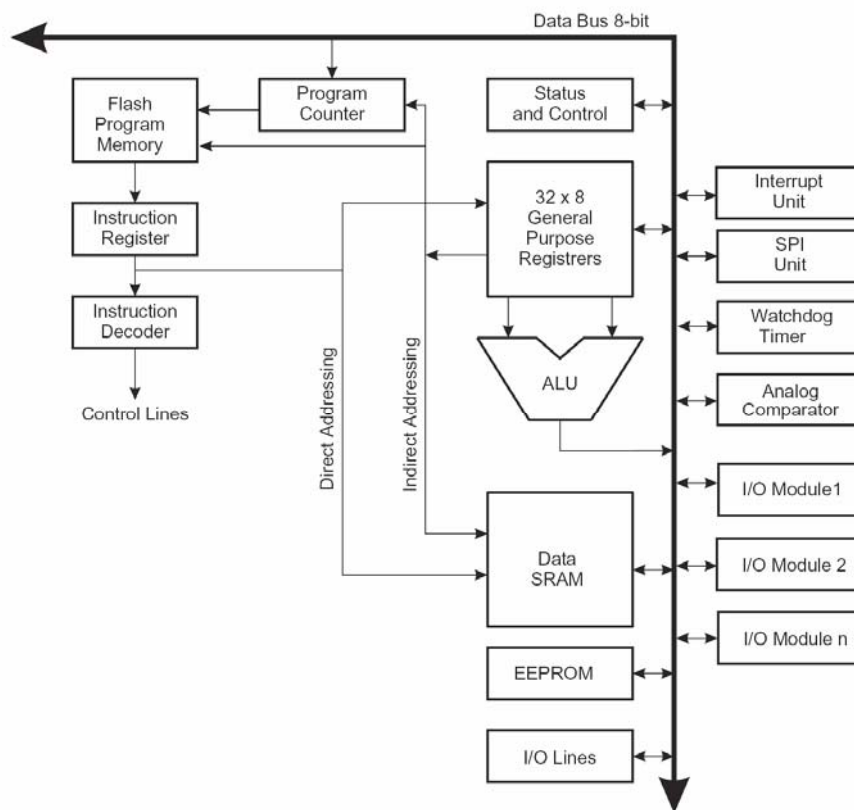 Data Bus 8-bit
Flash
Program
Memory
Program
Counter
Status
and Control
Interrupt
Unit
32 x 8
General
Purpose
Registrers
Instruction
Register
SPI
Unit
Instruction
Decoder
Watchdog
Timer
ALU
Analog
Comparator
Control Lines
Direct Addressing
Indirect Addressing
I/O Module1
Data
SRAM
I/O Module 2
I/O Module n
EEPROM
I/O Lines